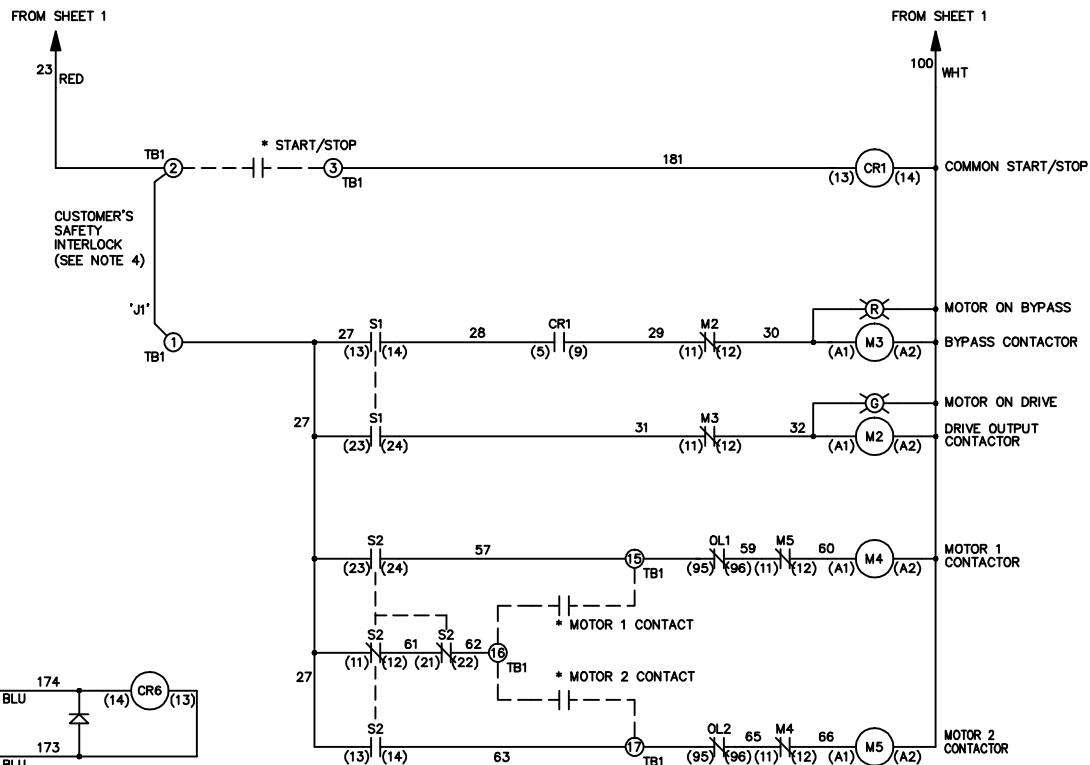 FROM SHEET 1
FROM SHEET 1
23
RED
100
WHT
* START/STOP
TB1
2
3
TB1
181
CR1
(13)
(14)
COMMON START/STOP
CUSTOMER'S
SAFETY
INTERLOCK
(SEE NOTE 4)
'J1'
1
TB1
R
MOTOR ON BYPASS
27
S1
(13)
(14)
28
CR1
(5)
(9)
29
M2
(11)
(12)
30
(A1)
M3
(A2)
BYPASS CONTACTOR
G
MOTOR ON DRIVE
27
S1
(23)
(24)
31
M3
(11)
(12)
32
(A1)
M2
(A2)
DRIVE OUTPUT
CONTACTOR
S2
(23)
(24)
57
15
TB1
OL1
(95)
(96)
59
M5
(11)
(12)
60
(A1)
M4
(A2)
MOTOR 1
CONTACTOR
* MOTOR 1 CONTACT
S2
(11)
(12)
61
S2
(21)
(22)
62
16
TB1
27
* MOTOR 2 CONTACT
S2
(13)
(14)
63
17
TB1
OL2
(95)
(96)
65
M4
(11)
(12)
66
(A1)
M5
(A2)
MOTOR 2
CONTACTOR
174
BLU
(14)
CR6
(13)
173
BLU